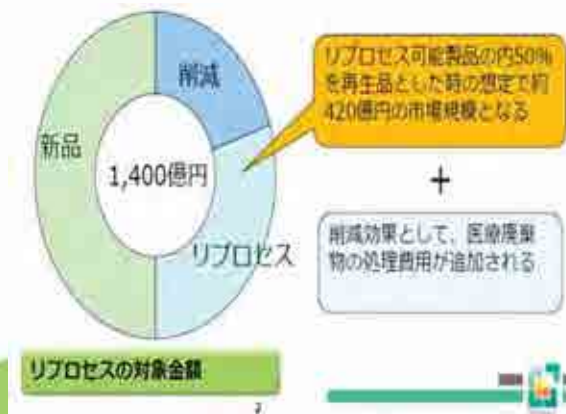 削減
新品
1,400億円
リプロセス
リプロセス可能製品の内50%
を再生品とした時の想定で約
420億円の市場規模となる
+
削減効果として、医療廃棄
物の処理費用が追加される
リプロセスの対象金額
2